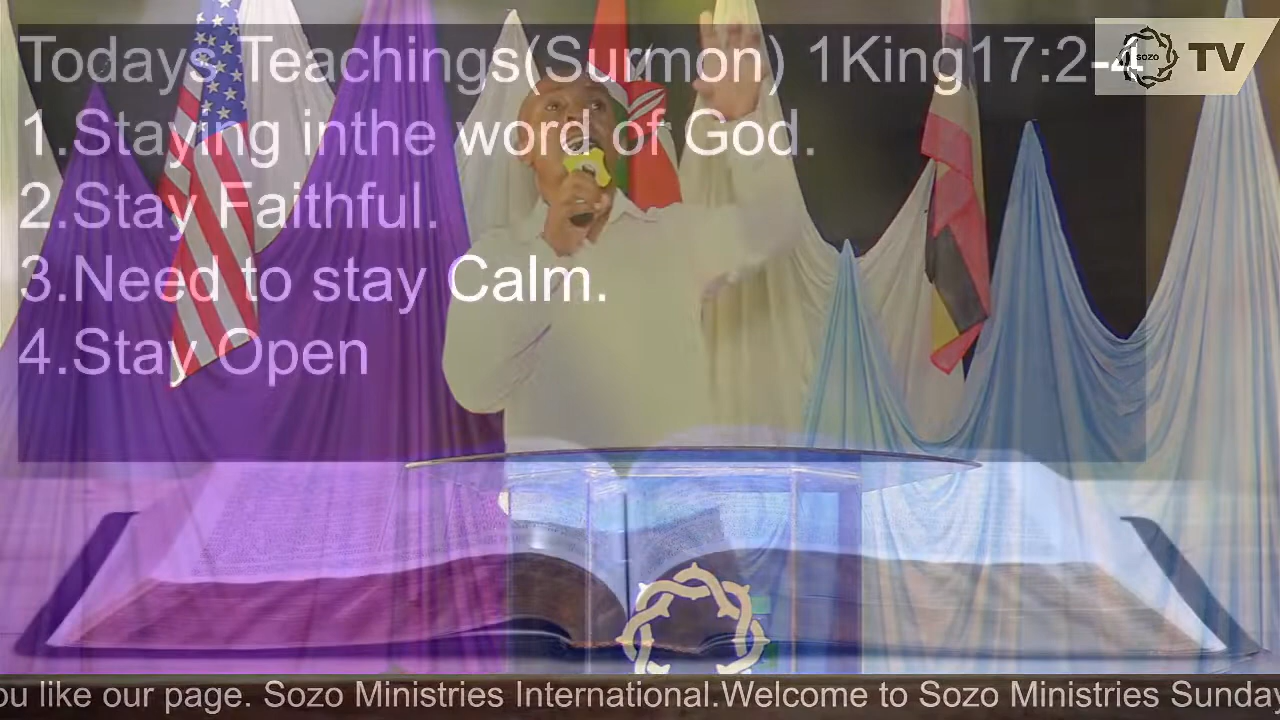 Todays Teachings(Surmon) 1King17:2-4
SOZO TV
1.Staying inthe word of God.
2.Stay Faithful.
3.Need to stay Calm.
4.Stay Open
ou like our page. Sozo Ministries International.Welcome to Sozo Ministries Sunday